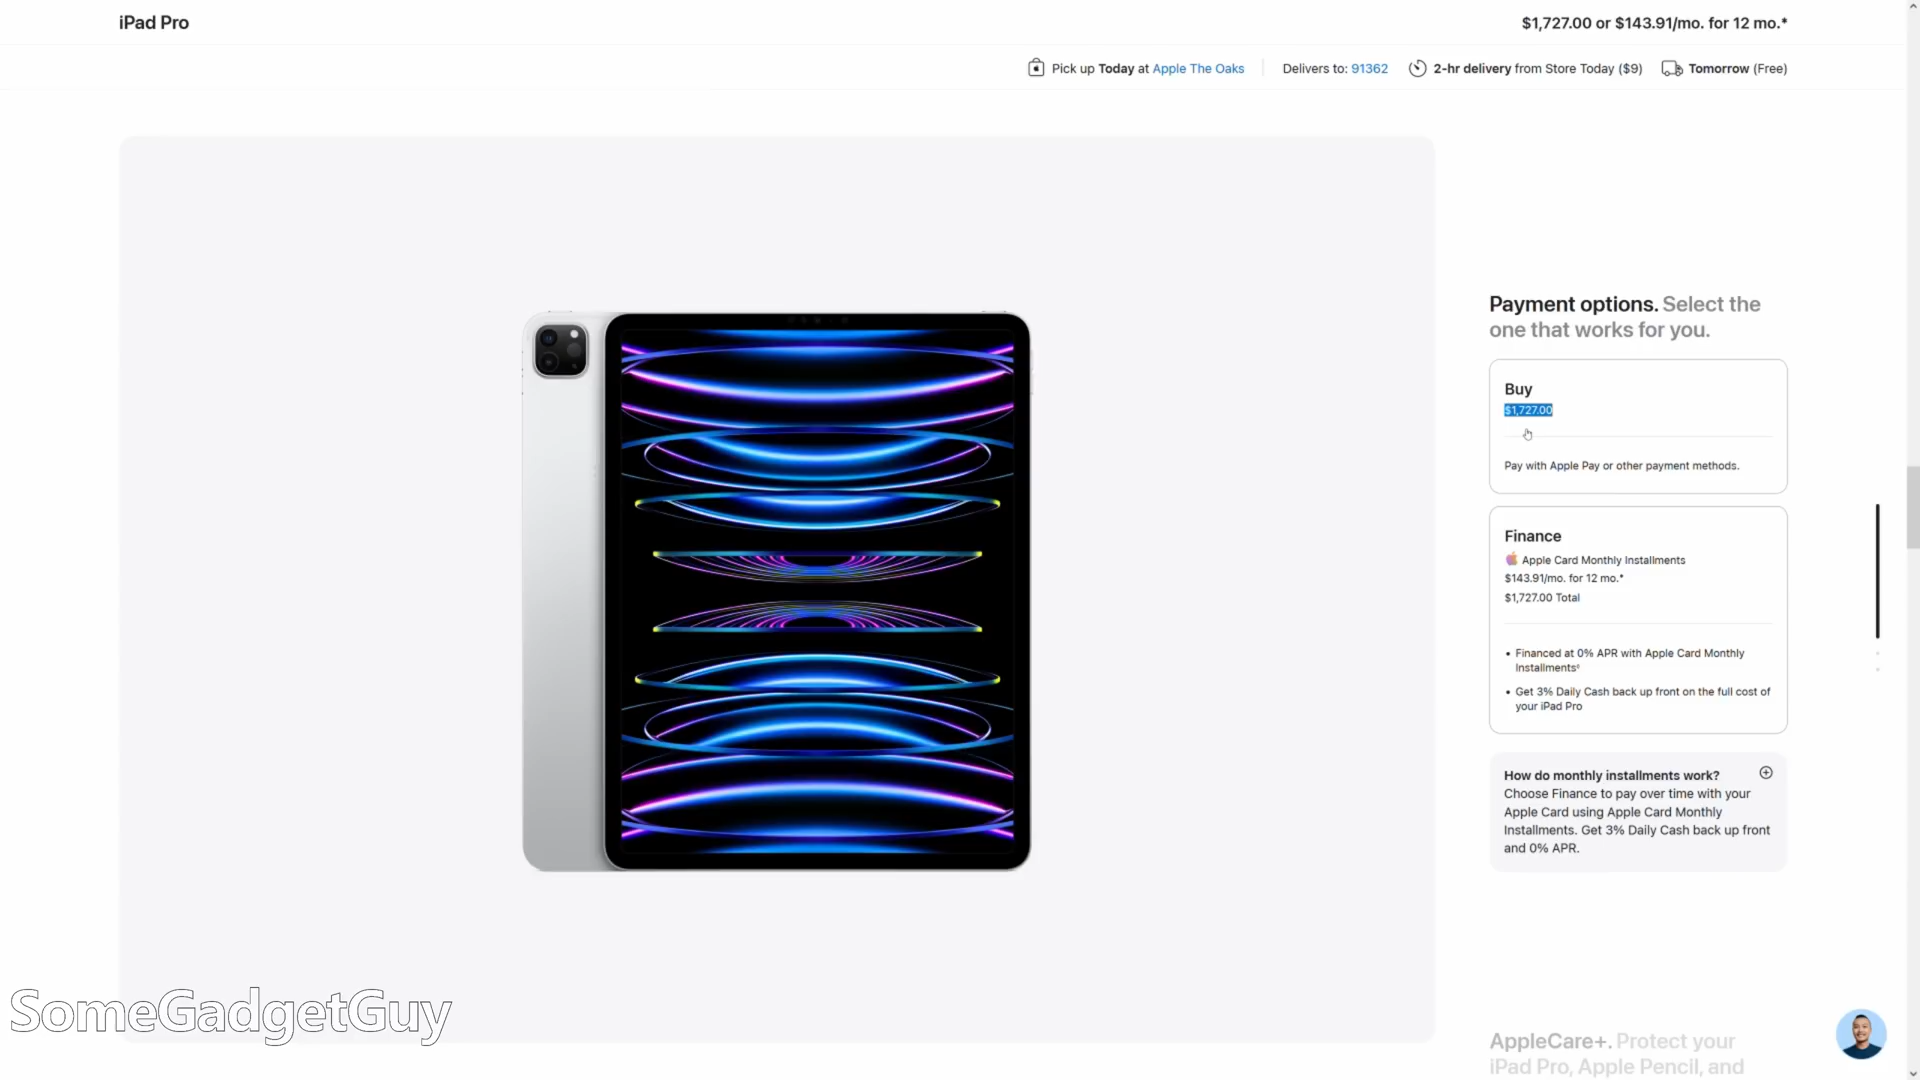 iPad Pro
$1,727.00 or $143.91/mo. for 12 mo.*
Pick up Today at Apple The Oaks
Delivers to: 91362
2-hr delivery from Store Today ($9)
Tomorrow (Free)
Payment options. Select the
one that works for you.
Buy
$1,727.00
Pay with Apple Pay or other payment methods.
Finance
Apple Card Monthly Installments
$143.91/mo. for 12 mo.*
$1,727.00 Total
• Financed at 0% APR with Apple Card Monthly
Installments◊
• Get 3% Daily Cash back up front on the full cost of
your iPad Pro
How do monthly installments work?
Choose Finance to pay over time with your
Apple Card using Apple Card Monthly
Installments. Get 3% Daily Cash back up front
and 0% APR.
AppleCare+. Protect your
iPad Pro, Apple Pencil, and
SomeGadgetGuy